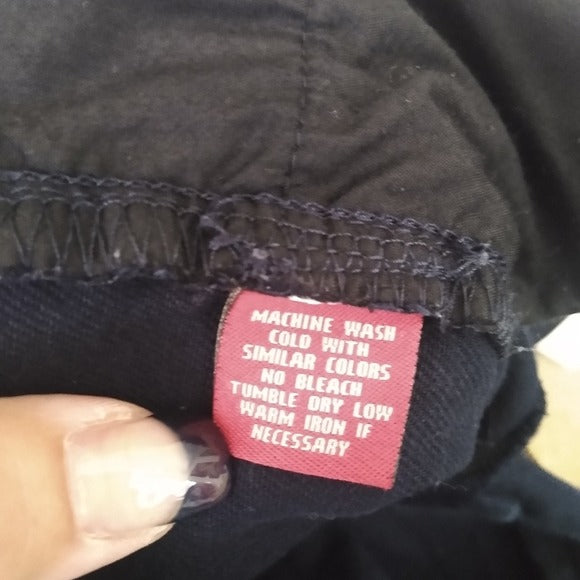 MACHINE WASH
COLD WITH
SIMILAR COLORS
NO BLEACH
TUMBLE DRY LOW
WARM IRON IF
NECESSARY